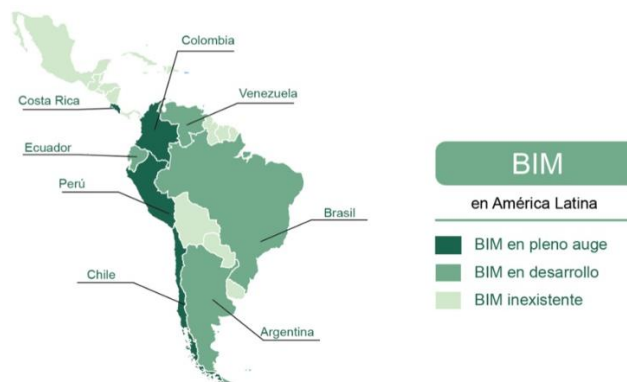 Colombia
Costa Rica
Venezuela
Ecuador
Perú
Brasil
Chile
Argentina
BIM
en América Latina
BIM en pleno auge
BIM en desarrollo
BIM inexistente